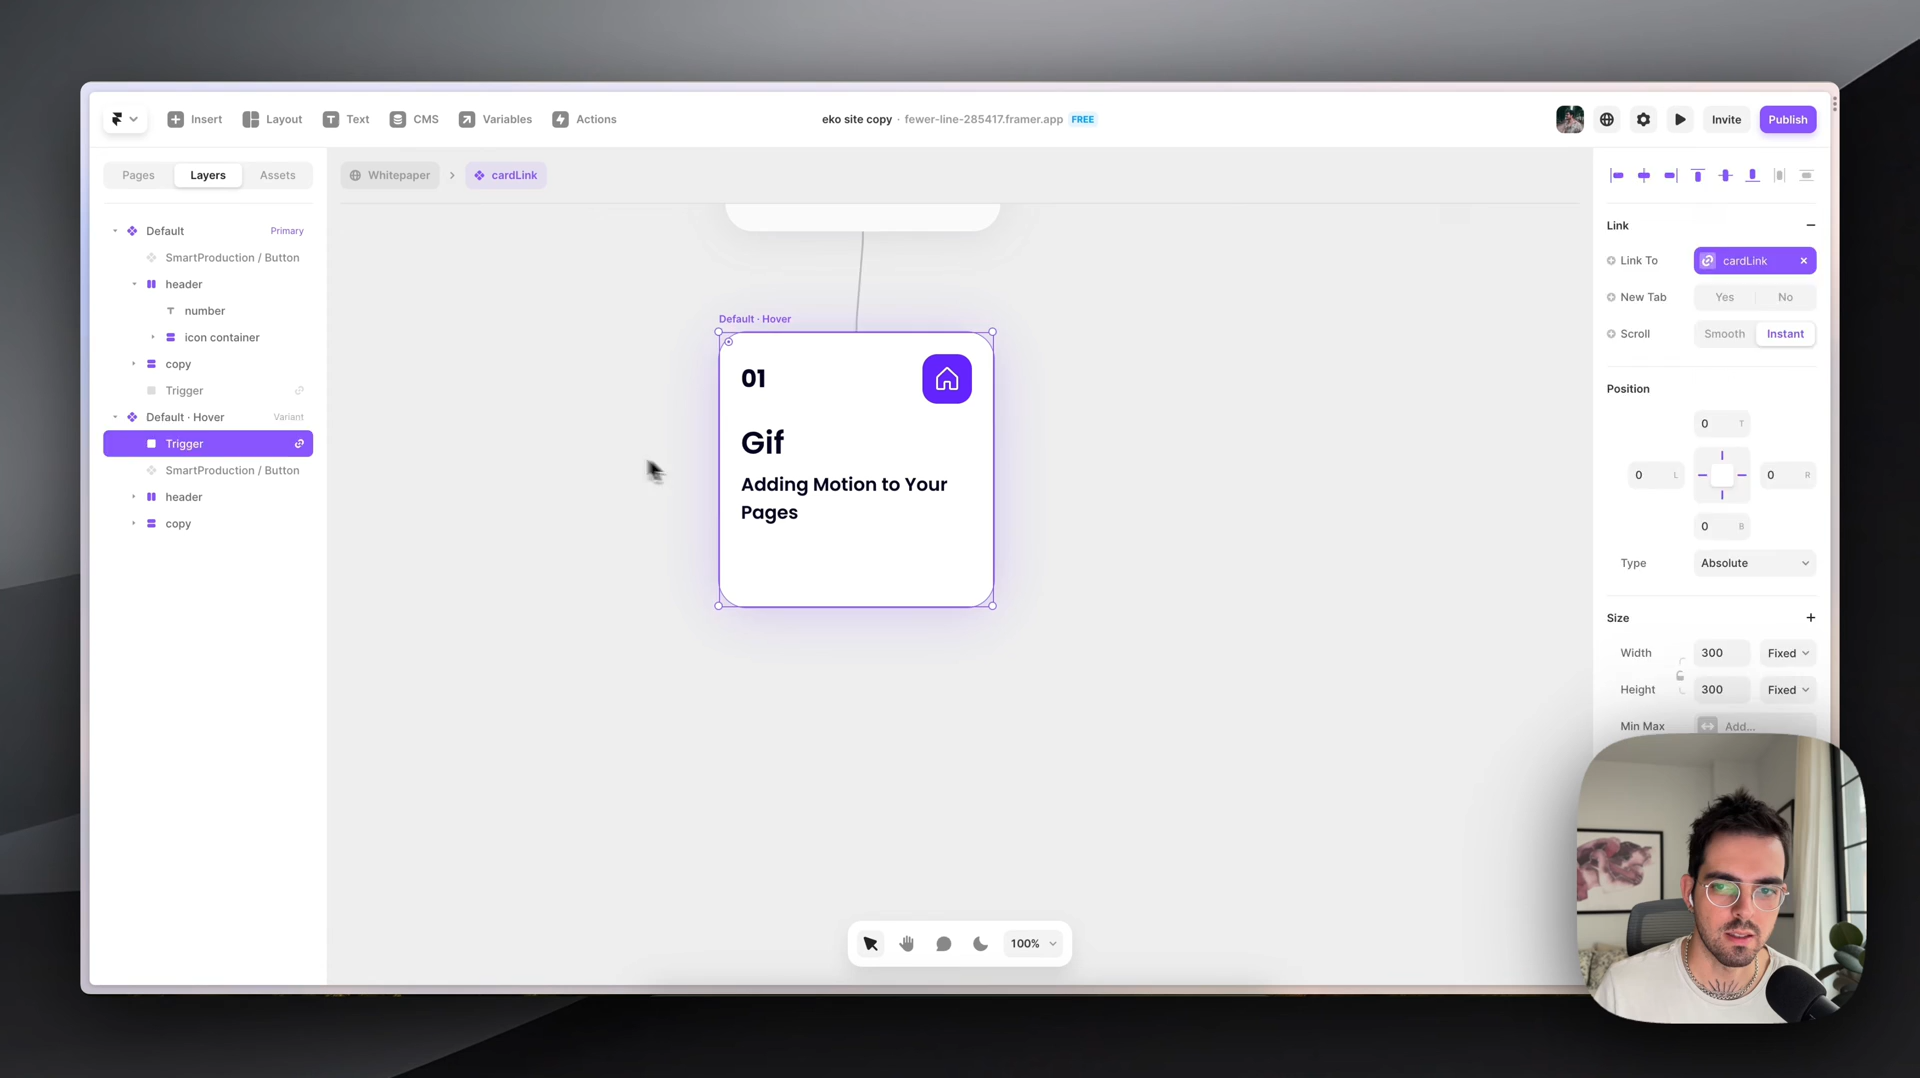 Insert
Layout
Text
CMS
Variables
Actions
eko site copy · fewer-line-285417.framer.app FREE
Invite
Publish
Pages
Layers
Assets
Whitepaper
cardLink
Default
Primary
SmartProduction / Button
header
number
icon container
copy
Trigger
Default · Hover
Variant
Trigger
SmartProduction / Button
header
copy
Default · Hover
01
Gif
Adding Motion to Your
Pages
100%
Link
Link To
cardLink
New Tab
Yes
No
Scroll
Smooth
Instant
Position
0 T
0 L
0 R
0 B
Type
Absolute
Size
Width
300
Fixed
Height
300
Fixed
Min Max
Add...